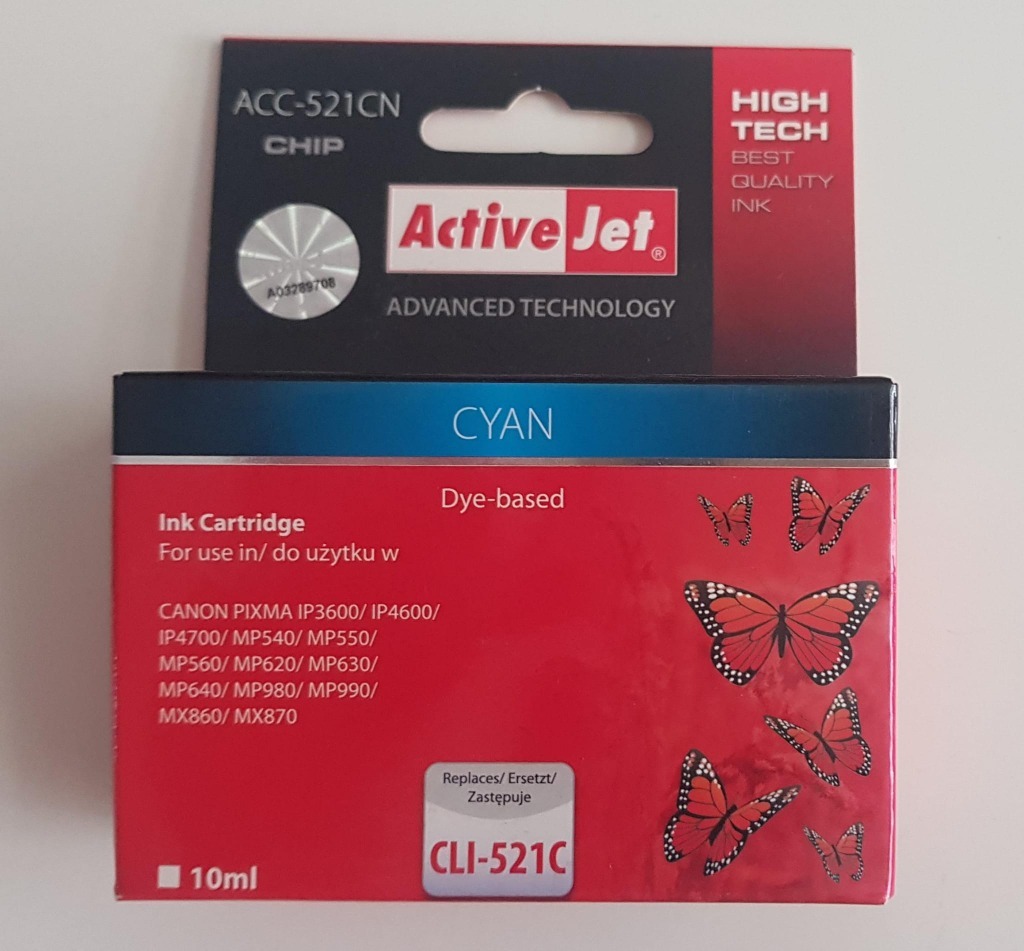 ACC-521CN
CHIP
HIGH
TECH
BEST
QUALITY
INK
ActiveJet®
A03289708
ADVANCED TECHNOLOGY
CYAN
Dye-based
Ink Cartridge
For use in/ do użytku w
CANON PIXMA IP3600/ IP4600/
IP4700/ MP540/ MP550/
MP560/ MP620/ MP630/
MP640/ MP980/ MP990/
MX860/ MX870
Replaces/ Ersetzt/
Zastępuje
CLI-521C
10ml